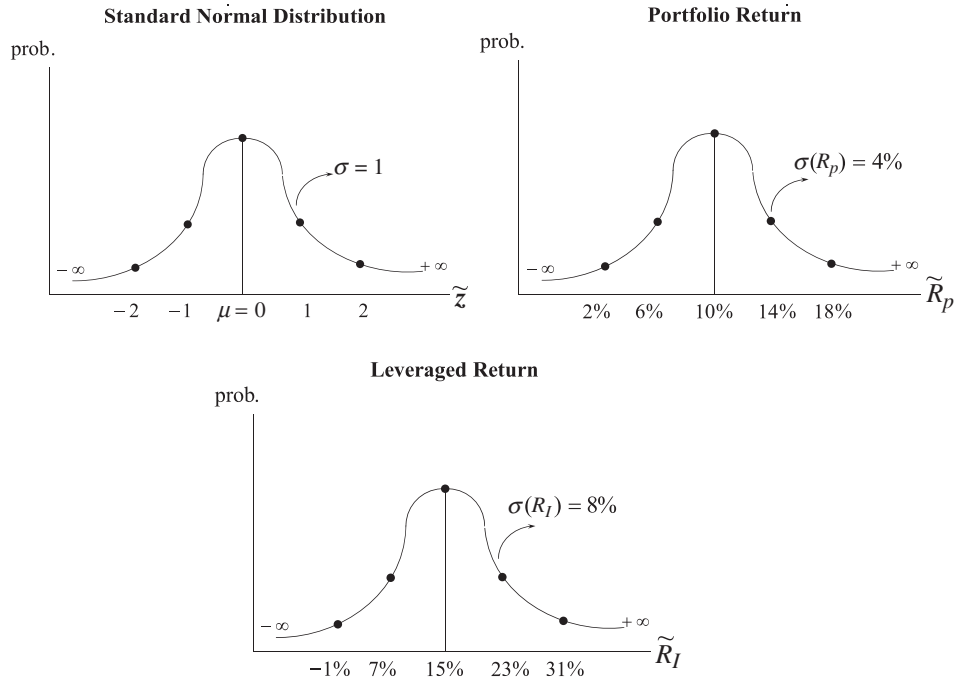 Standard Normal Distribution
prob.
σ = 1
− ∞
+ ∞
−2 −1 μ = 0 1 2
z̃
Portfolio Return
prob.
σ(R_p) = 4%
− ∞
+ ∞
2% 6% 10% 14% 18%
R̃_p
Leveraged Return
prob.
σ(R_I) = 8%
− ∞
+ ∞
−1% 7% 15% 23% 31%
R̃_I